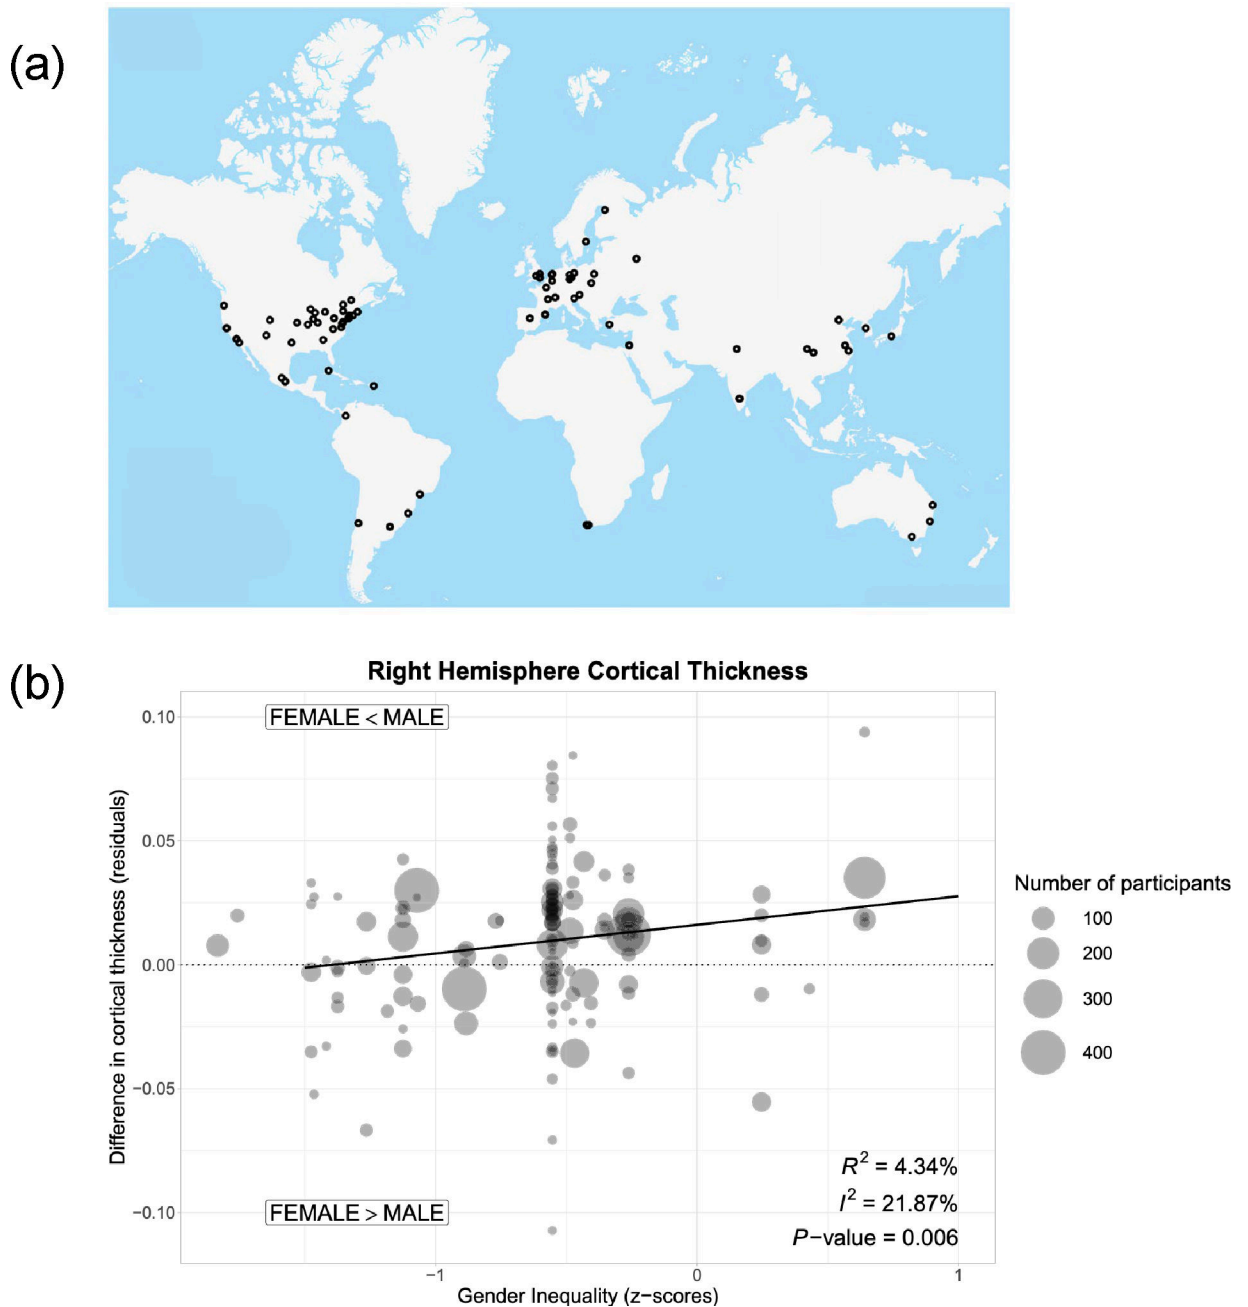 (a)
(b)
Right Hemisphere Cortical Thickness
FEMALE < MALE
0.10
0.05
0.00
−0.05
−0.10
Difference in cortical thickness (residuals)
FEMALE > MALE
R² = 4.34%
I² = 21.87%
P−value = 0.006
−1
0
1
Gender Inequality (z−scores)
Number of participants
100
200
300
400